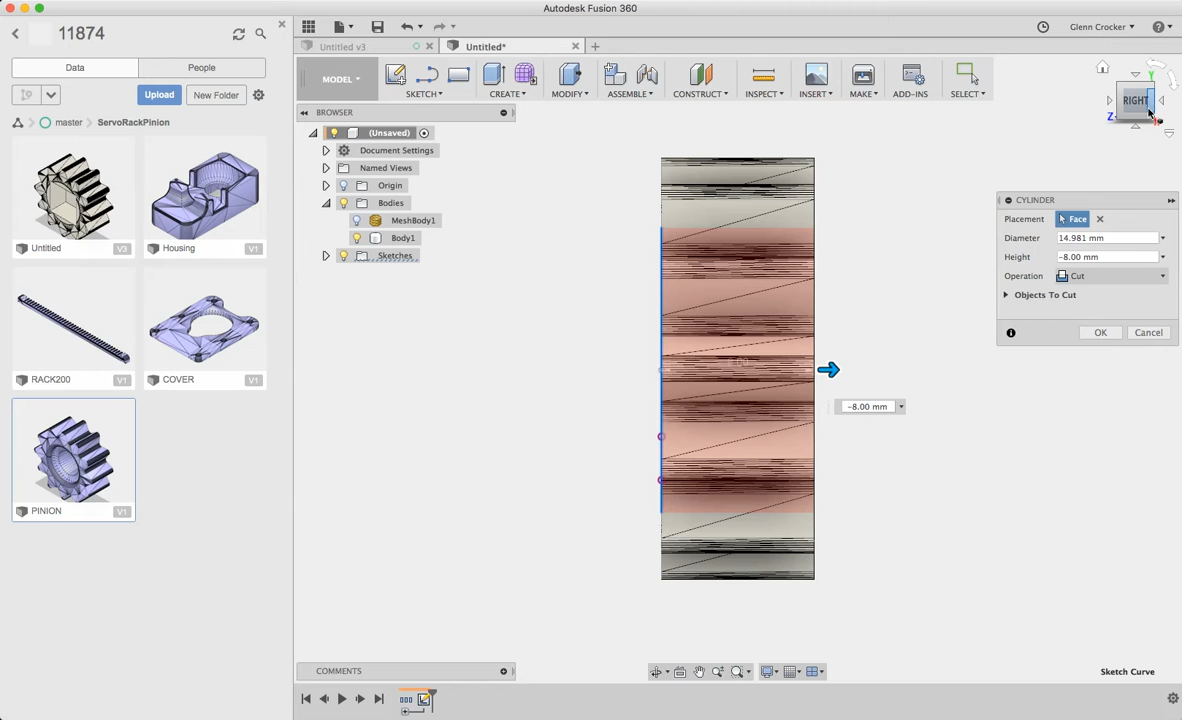 Autodesk Fusion 360
11874
Untitled v3
Untitled*
Glenn Crocker
Data
People
MODEL
SKETCH
CREATE
MODIFY
ASSEMBLE
CONSTRUCT
INSPECT
INSERT
MAKE
ADD-INS
SELECT
Upload
New Folder
BROWSER
Y
RIGHT
Z
master
ServoRackPinion
(Unsaved)
Document Settings
Named Views
Origin
Bodies
MeshBody1
Body1
Sketches
Untitled
V3
Housing
V1
CYLINDER
Placement
Face
Diameter
14.981 mm
Height
-8.00 mm
Operation
Cut
Objects To Cut
OK
Cancel
RACK200
V1
COVER
V1
-8.00 mm
PINION
V1
COMMENTS
Sketch Curve